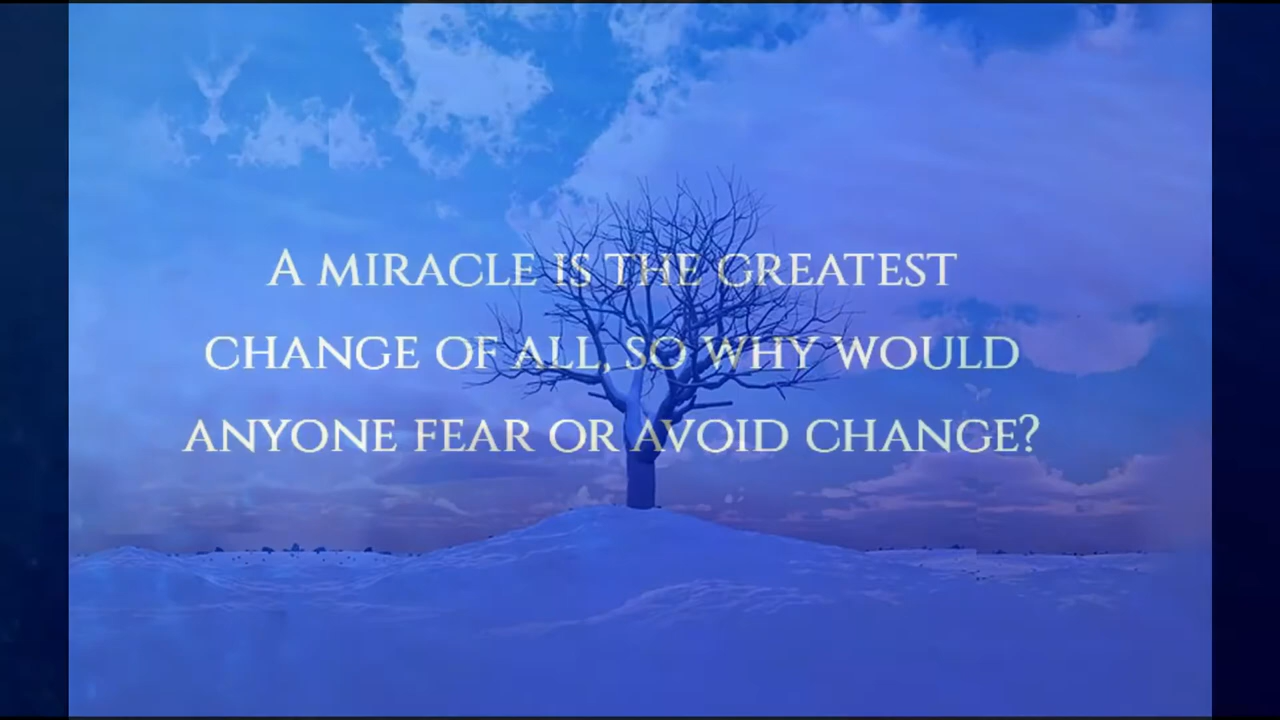 A MIRACLE IS THE GREATEST
CHANGE OF ALL, SO WHY WOULD
ANYONE FEAR OR AVOID CHANGE?